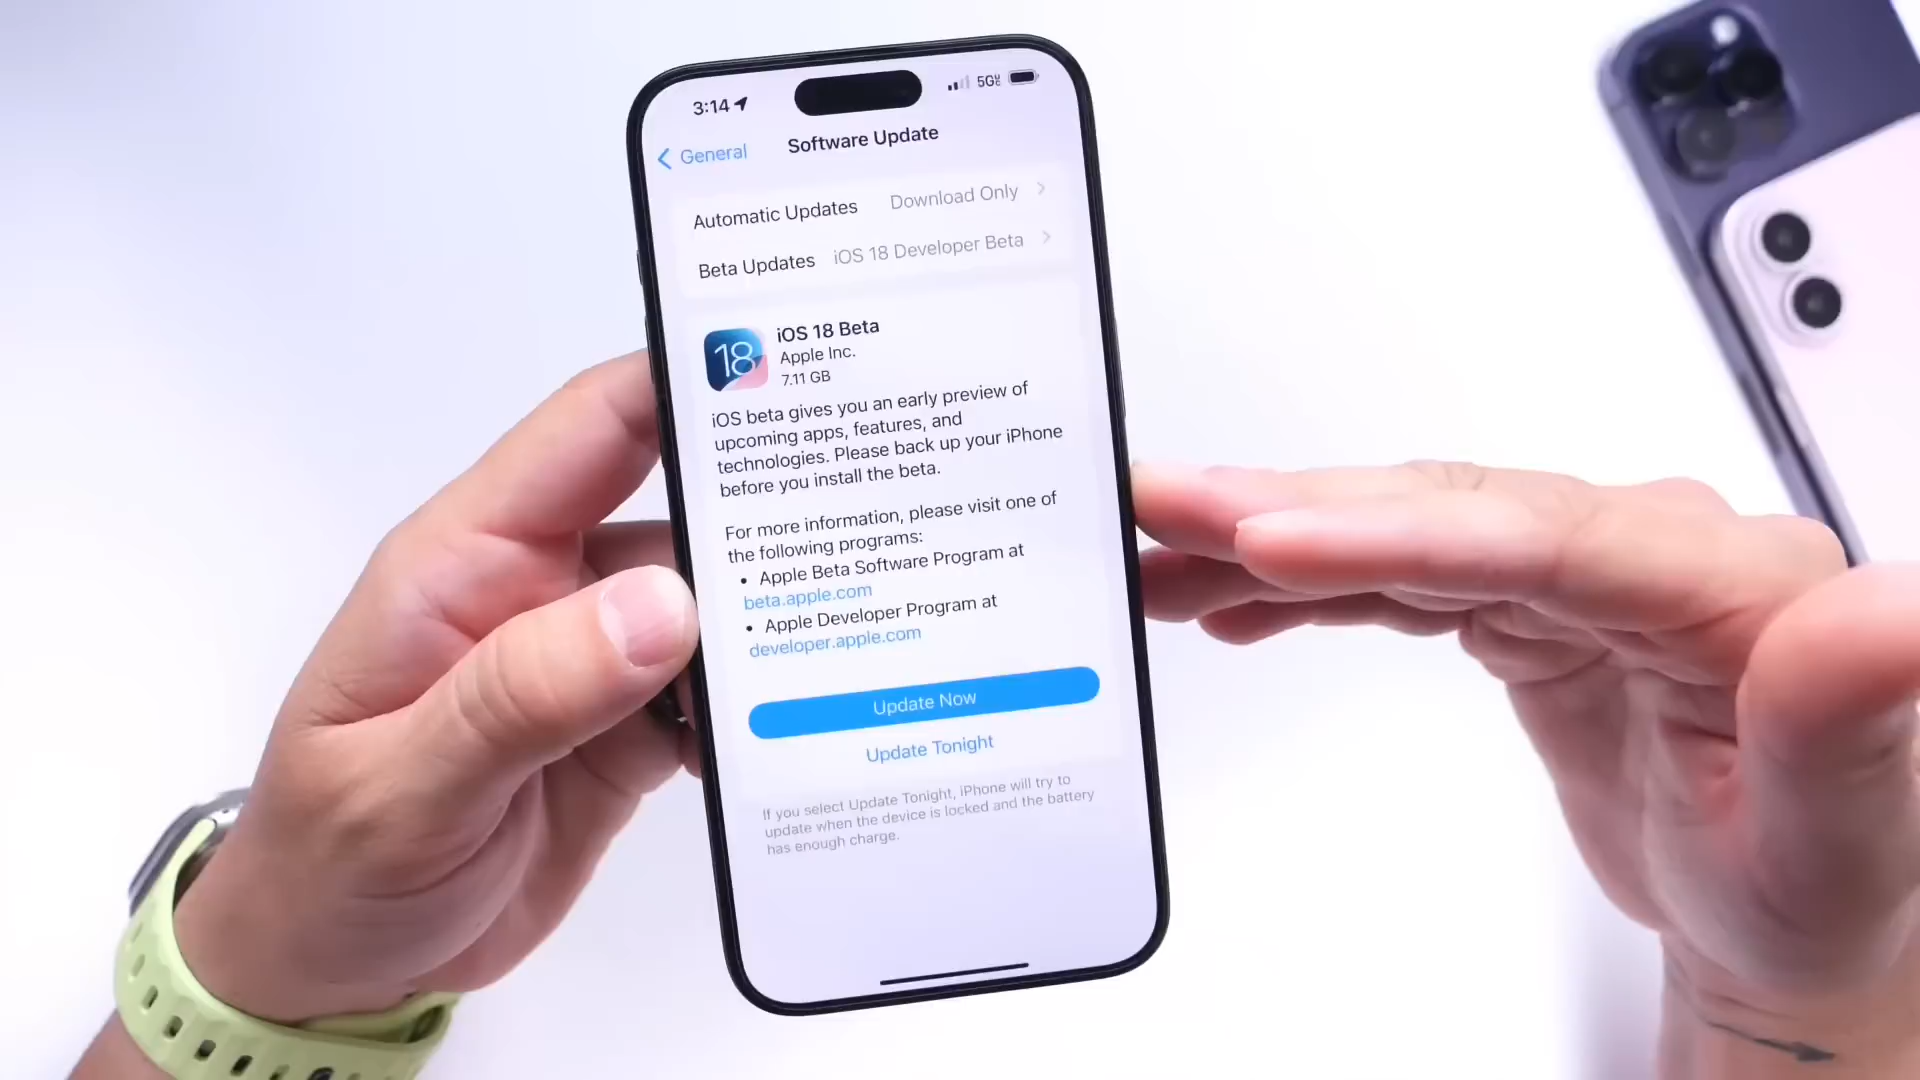 3:14 5G
General Software Update
Automatic Updates Download Only
Beta Updates iOS 18 Developer Beta
18
iOS 18 Beta
Apple Inc.
7.11 GB
iOS beta gives you an early preview of
upcoming apps, features, and
technologies. Please back up your iPhone
before you install the beta.
For more information, please visit one of
the following programs:
• Apple Beta Software Program at
beta.apple.com
• Apple Developer Program at
developer.apple.com
Update Now
Update Tonight
If you select Update Tonight, iPhone will try to
update when the device is locked and the battery
has enough charge.